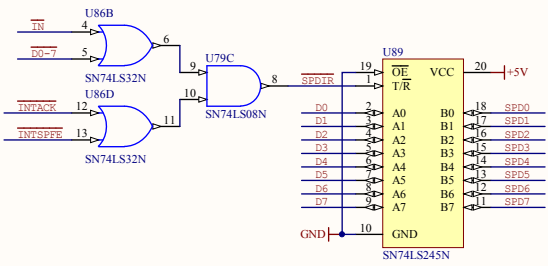 U86B
IN 4
6
D0-7 5
SN74LS32N
U79C
9
8 SPDIR
10
SN74LS08N
U86D
INTACK 12
11
INTSPFE 13
SN74LS32N
U89
19 OE VCC 20 +5V
1 T/R
D0 2 A0 B0 18 SPD0
D1 3 A1 B1 17 SPD1
D2 4 A2 B2 16 SPD2
D3 5 A3 B3 15 SPD3
D4 6 A4 B4 14 SPD4
D5 7 A5 B5 13 SPD5
D6 8 A6 B6 12 SPD6
D7 9 A7 B7 11 SPD7
GND 10 GND
SN74LS245N